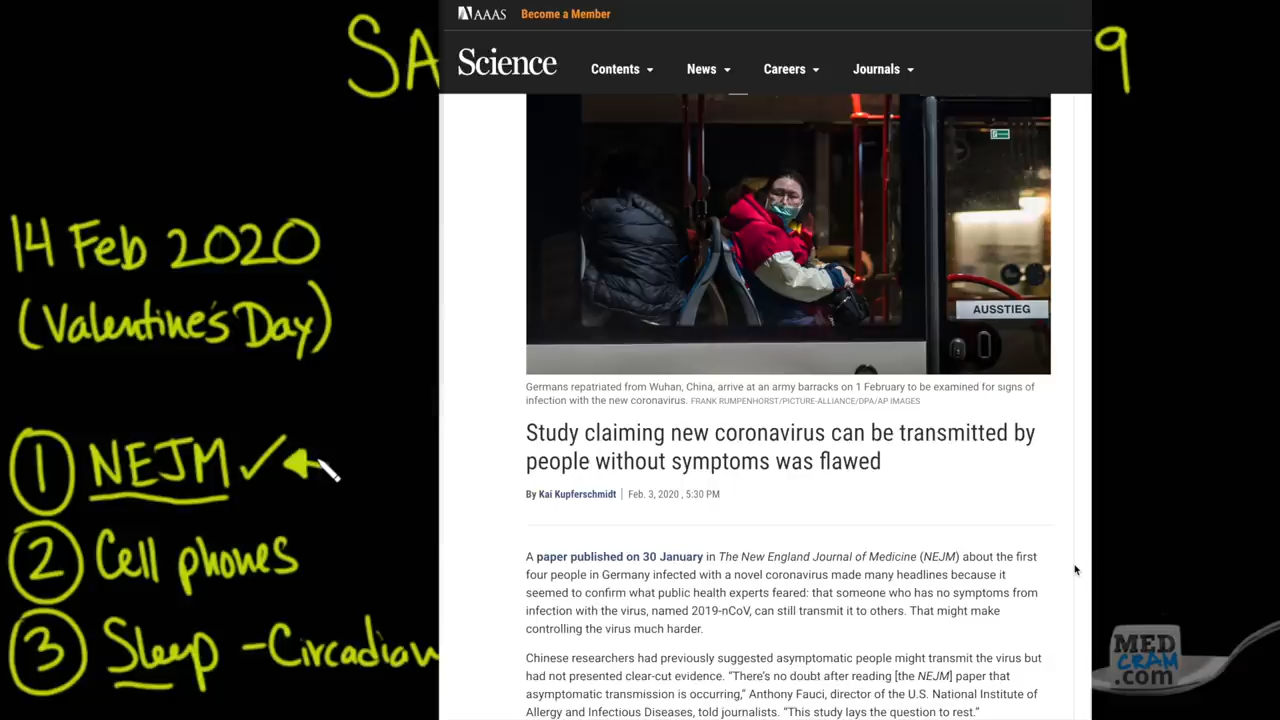 SA
9
14 Feb 2020
(Valentine's Day)
1 NEJM ✓
2 Cell phones
3 Sleep - Circadian
AAAS Become a Member
Science Contents News Careers Journals
AUSSTIEG
Germans repatriated from Wuhan, China, arrive at an army barracks on 1 February to be examined for signs of
infection with the new coronavirus. FRANK RUMPENHORST/PICTURE-ALLIANCE/DPA/AP IMAGES
Study claiming new coronavirus can be transmitted by
people without symptoms was flawed
By Kai Kupferschmidt | Feb. 3, 2020 , 5:30 PM
A paper published on 30 January in The New England Journal of Medicine (NEJM) about the first
four people in Germany infected with a novel coronavirus made many headlines because it
seemed to confirm what public health experts feared: that someone who has no symptoms from
infection with the virus, named 2019-nCoV, can still transmit it to others. That might make
controlling the virus much harder.
Chinese researchers had previously suggested asymptomatic people might transmit the virus but
had not presented clear-cut evidence. “There’s no doubt after reading [the NEJM] paper that
asymptomatic transmission is occurring,” Anthony Fauci, director of the U.S. National Institute of
Allergy and Infectious Diseases, told journalists. “This study lays the question to rest.”
MED
CRAM
.com